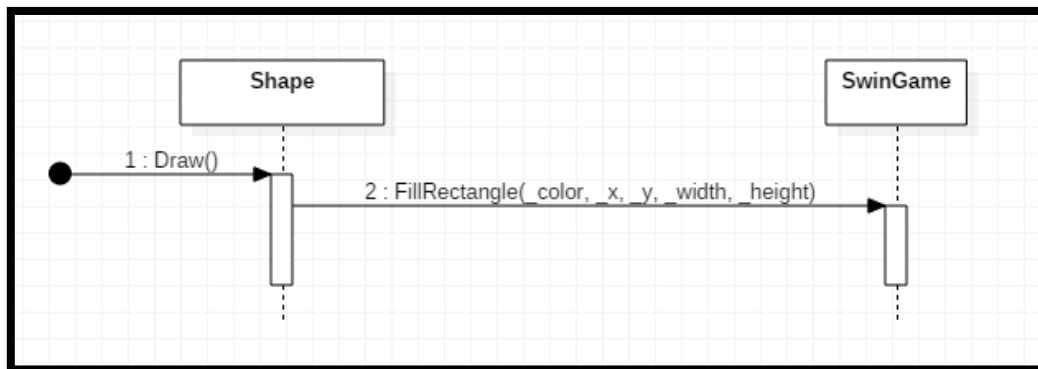 Shape
SwinGame
1 : Draw()
2 : FillRectangle(_color, _x, _y, _width, _height)